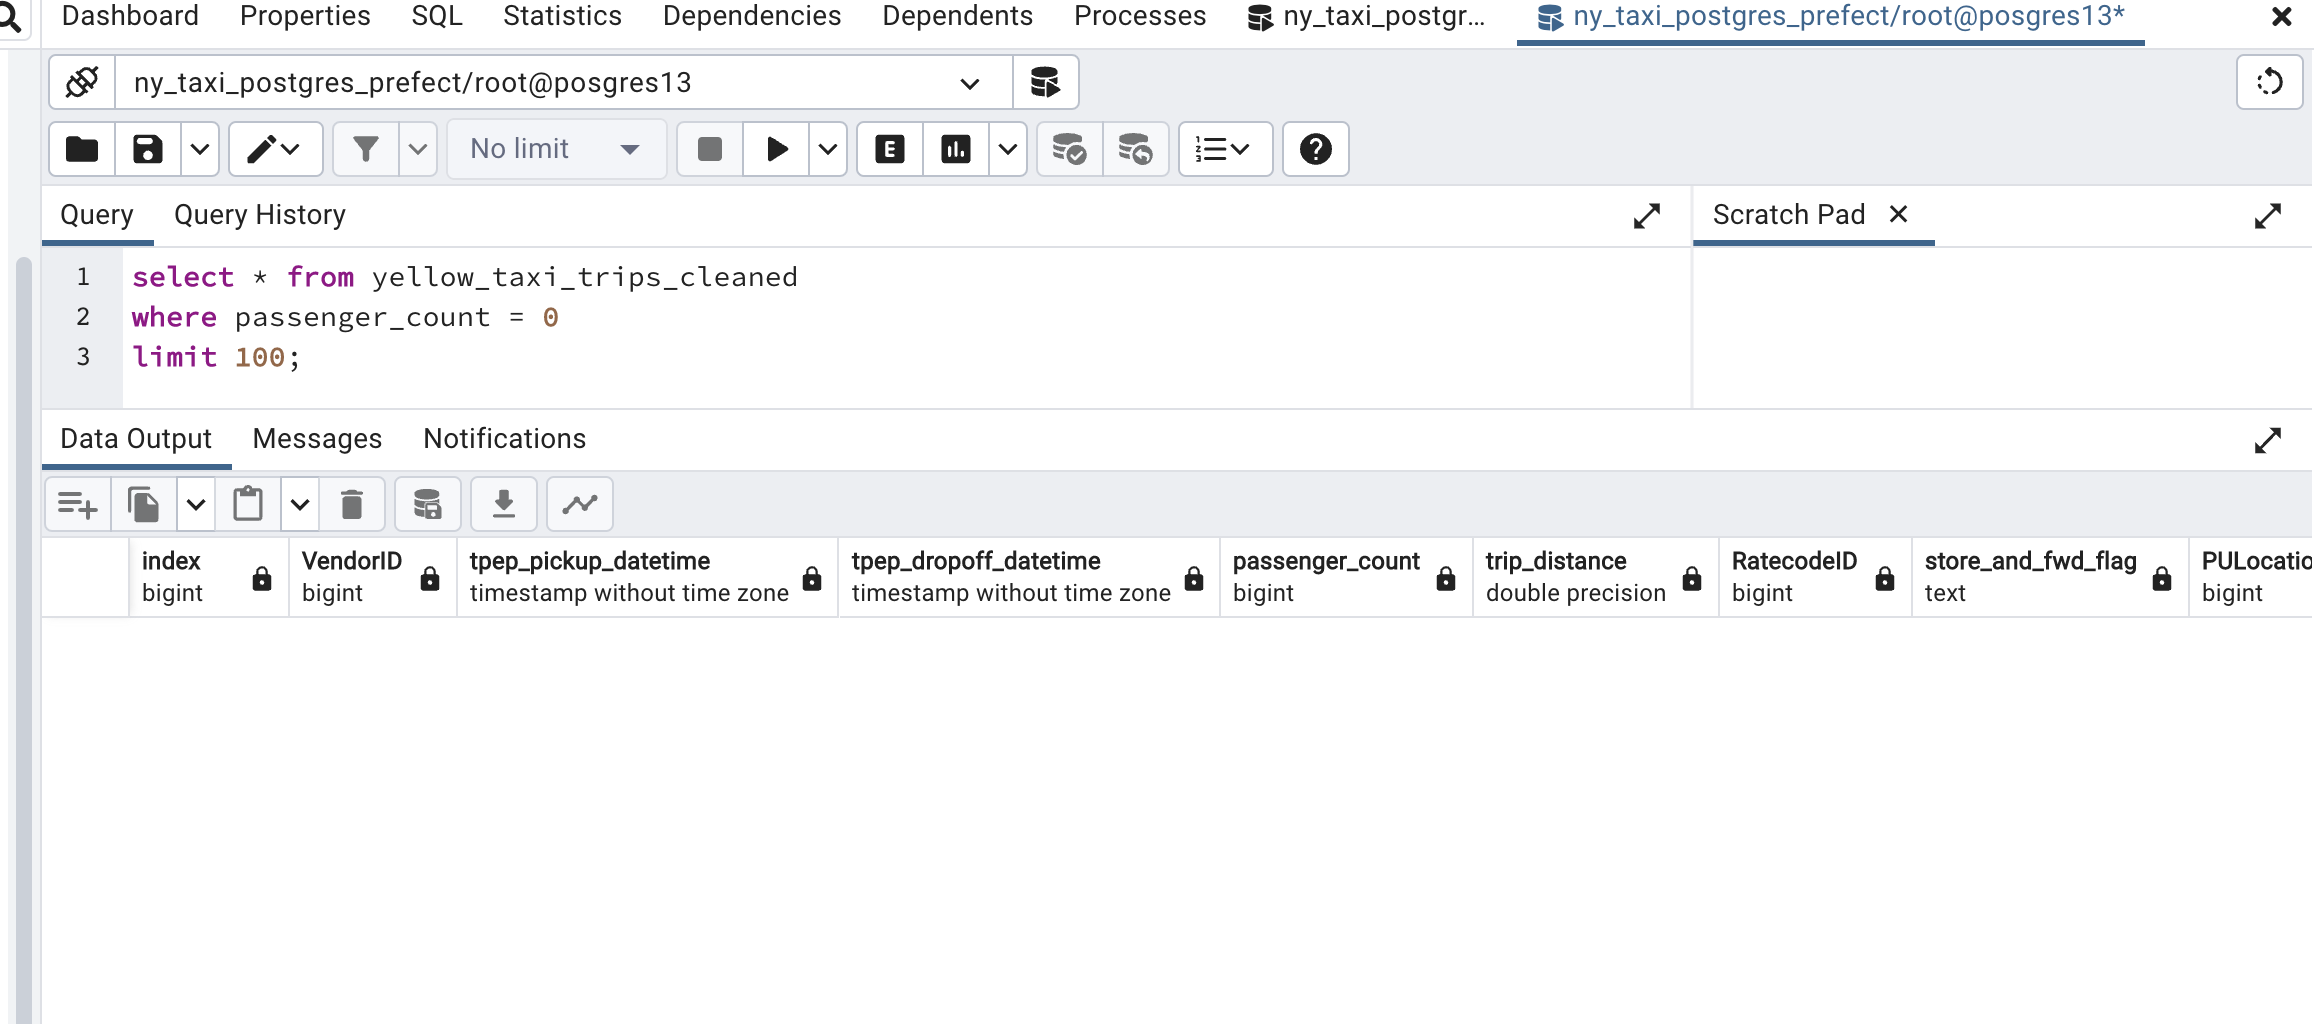 Dashboard Properties SQL Statistics Dependencies Dependents Processes ny_taxi_postgr... ny_taxi_postgres_prefect/root@posgres13*
ny_taxi_postgres_prefect/root@posgres13
No limit E
Query Query History Scratch Pad
1 select * from yellow_taxi_trips_cleaned
2 where passenger_count = 0
3 limit 100;
Data Output Messages Notifications
index VendorID tpep_pickup_datetime tpep_dropoff_datetime passenger_count trip_distance RatecodeID store_and_fwd_flag PULocatio
bigint bigint timestamp without time zone timestamp without time zone bigint double precision bigint text bigint